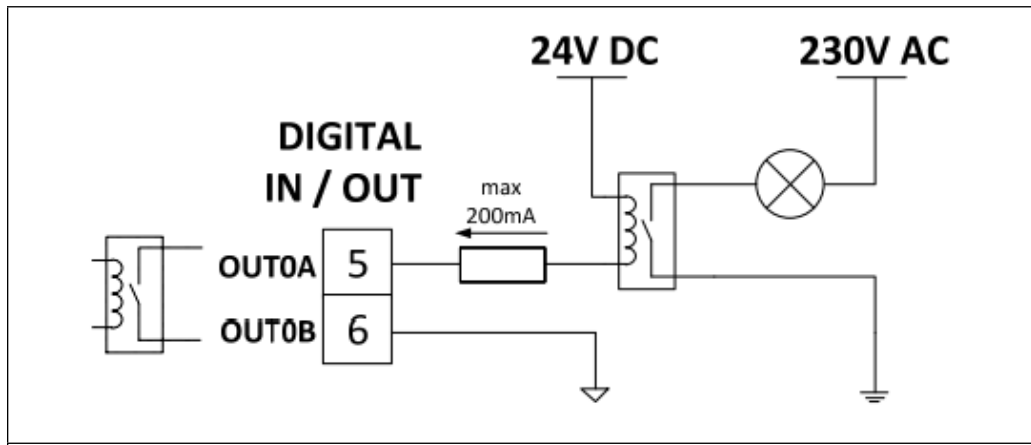 24V DC
230V AC
DIGITAL
IN / OUT
max
200mA
OUT0A
5
OUT0B
6